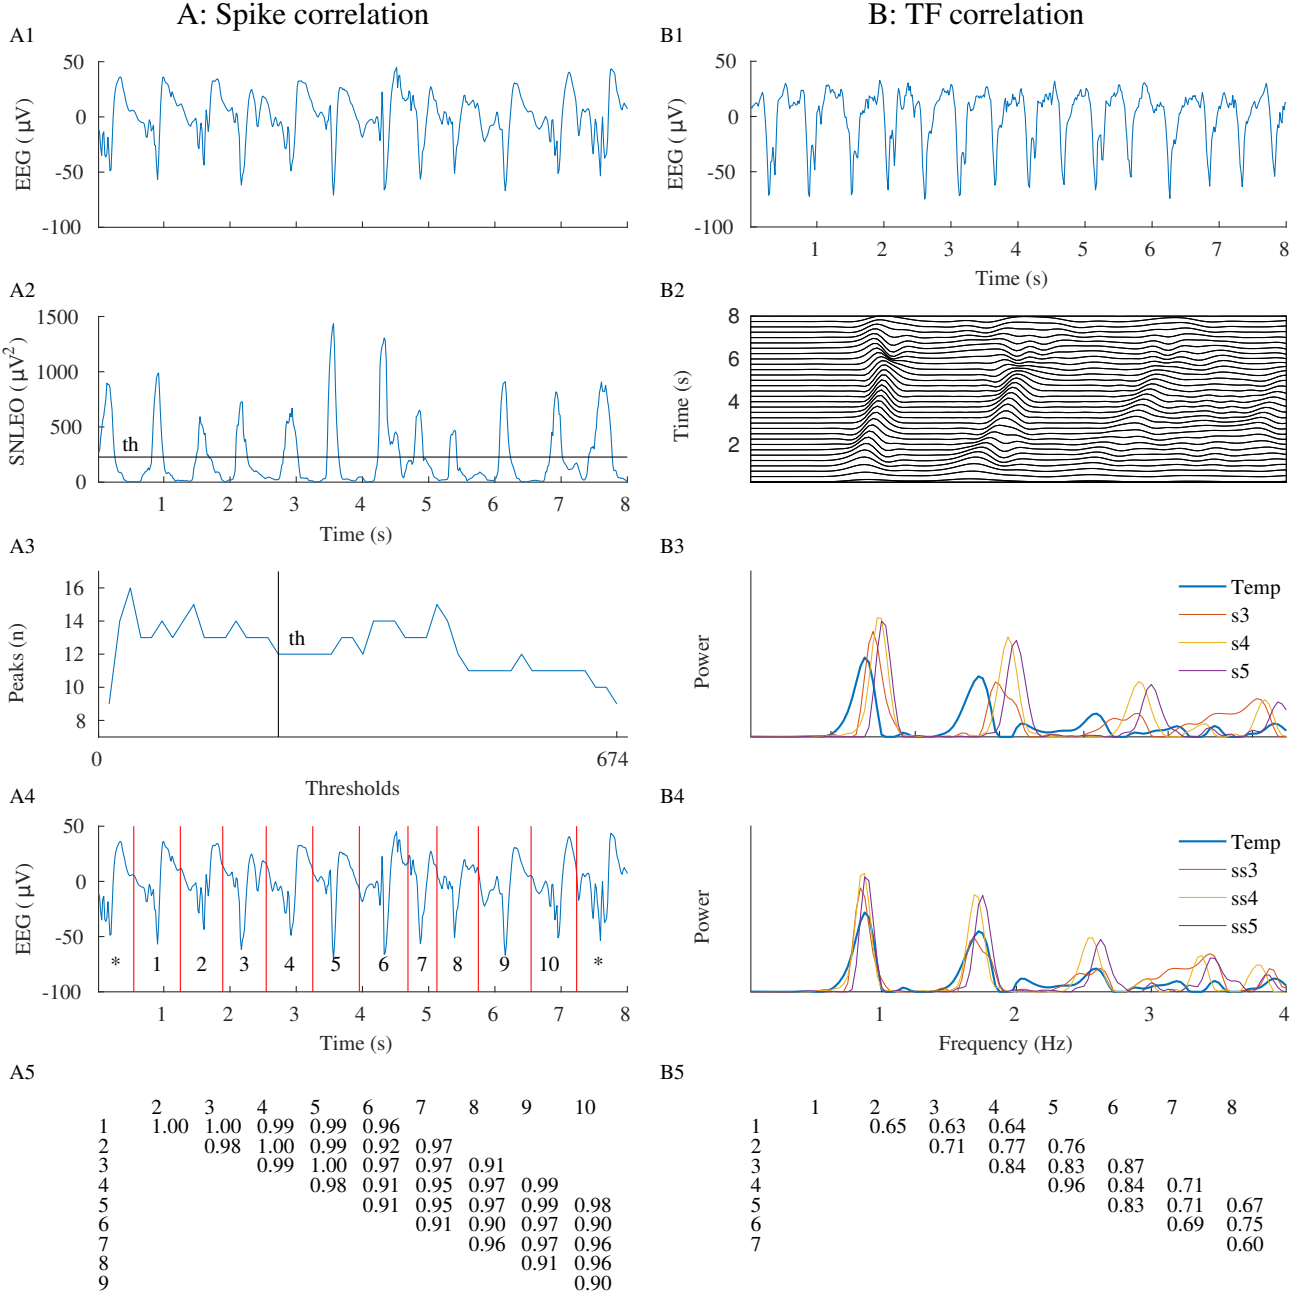 A: Spike correlation
A1
50
0
-50
-100
EEG ( μV)
A2
1500
1000
500
0
SNLEO ( μV²)
th
1 2 3 4 5 6 7 8
Time (s)
A3
16
14
12
10
8
Peaks (n)
th
0 674
Thresholds
A4
50
0
-50
-100
EEG ( μV)
* 1 2 3 4 5 6 7 8 9 10 *
1 2 3 4 5 6 7 8
Time (s)
A5
2 3 4 5 6 7 8 9 10
1 1.00 1.00 0.99 0.99 0.96
2 0.98 1.00 0.99 0.92 0.97
3 0.99 1.00 0.97 0.97 0.91
4 0.98 0.91 0.95 0.97 0.99
5 0.91 0.95 0.97 0.99 0.98
6 0.91 0.90 0.97 0.90
7 0.96 0.97 0.96
8 0.91 0.96
9 0.90
B: TF correlation
B1
50
0
-50
-100
EEG ( μV)
1 2 3 4 5 6 7 8
Time (s)
B2
8
6
4
2
Time (s)
B3
Power
Temp
s3
s4
s5
B4
Power
Temp
ss3
ss4
ss5
1 2 3 4
Frequency (Hz)
B5
1 2 3 4 5 6 7 8
1 0.65 0.63 0.64
2 0.71 0.77 0.76
3 0.84 0.83 0.87
4 0.96 0.84 0.71
5 0.83 0.71 0.67
6 0.69 0.75
7 0.60